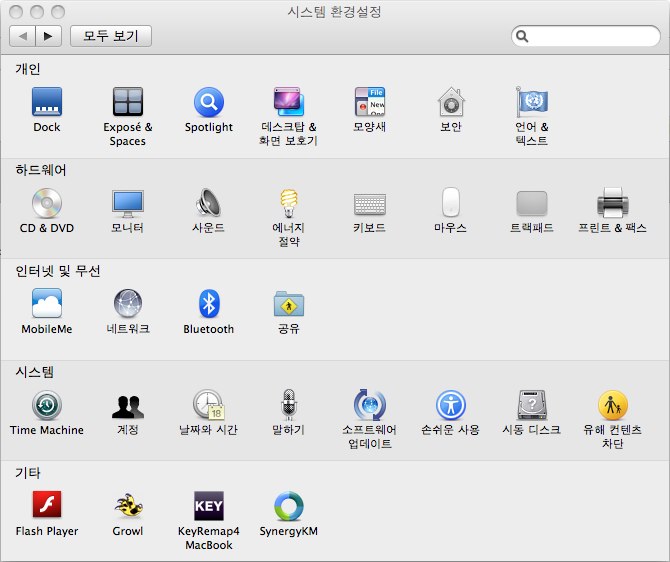 시스템 환경설정
모두 보기
개인
Dock
Exposé &
Spaces
Spotlight
데스크탑 &
화면 보호기
File
New
모양새
보안
언어 &
텍스트
하드웨어
CD & DVD
모니터
사운드
에너지
절약
키보드
마우스
트랙패드
프린트 & 팩스
인터넷 및 무선
MobileMe
네트워크
Bluetooth
공유
시스템
Time Machine
계정
18
날짜와 시간
말하기
소프트웨어
업데이트
손쉬운 사용
시동 디스크
유해 컨텐츠
차단
기타
Flash Player
Growl
KEY
KeyRemap4
MacBook
SynergyKM